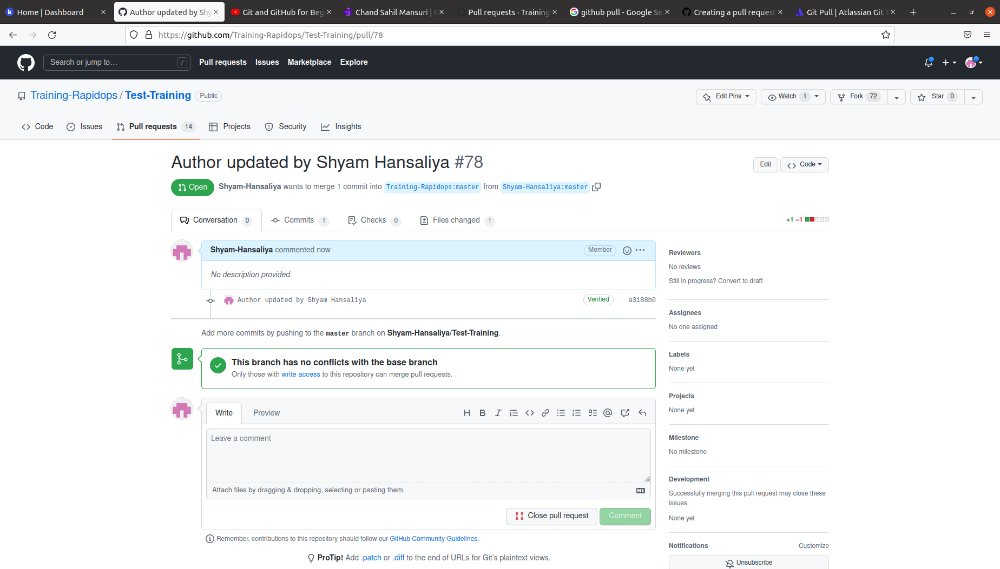 Home | Dashboard
Author updated by Shy
Git and GitHub for Beg
Chand Sahil Mansuri |
Pull requests · Training
github pull - Google Se
Creating a pull request
Git Pull | Atlassian Git T
https://github.com/Training-Rapidops/Test-Training/pull/78
Search or jump to…
/
Pull requests
Issues
Marketplace
Explore
Training-Rapidops / Test-Training
Public
Edit Pins
Watch 1
Fork 72
Star 0
Code
Issues
Pull requests 14
Projects
Security
Insights
Author updated by Shyam Hansaliya #78
Edit
Code
Open
Shyam-Hansaliya wants to merge 1 commit into Training-Rapidops:master from Shyam-Hansaliya:master
Conversation 0
Commits 1
Checks 0
Files changed 1
+1 −1
Shyam-Hansaliya commented now
Member
No description provided.
Author updated by Shyam Hansaliya
Verified
a3188b0
Add more commits by pushing to the master branch on Shyam-Hansaliya/Test-Training.
This branch has no conflicts with the base branch
Only those with write access to this repository can merge pull requests.
Write
Preview
Leave a comment
Attach files by dragging & dropping, selecting or pasting them.
Close pull request
Comment
Remember, contributions to this repository should follow our GitHub Community Guidelines.
ProTip! Add .patch or .diff to the end of URLs for Git’s plaintext views.
Reviewers
No reviews
Still in progress? Convert to draft
Assignees
No one assigned
Labels
None yet
Projects
None yet
Milestone
No milestone
Development
Successfully merging this pull request may close these
issues.
None yet
Notifications
Customize
Unsubscribe